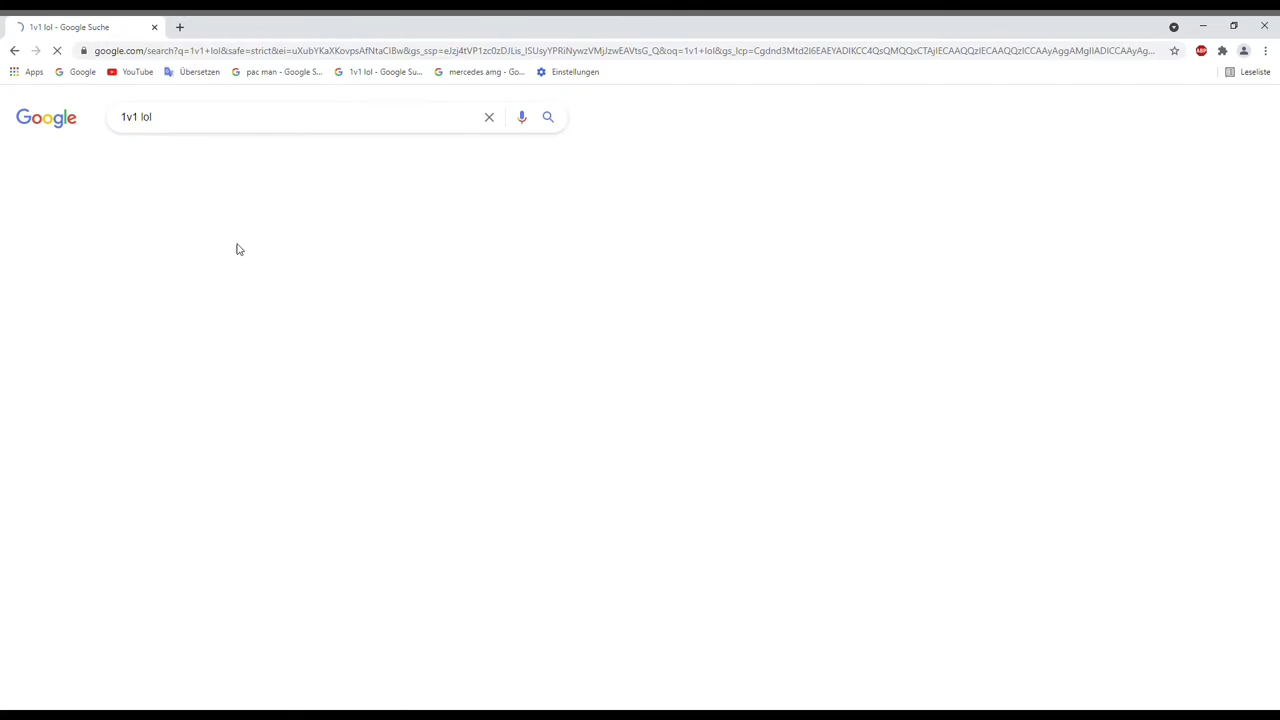 1v1 lol - Google Suche
Apps Google YouTube Übersetzen pac man - Google S... 1v1 lol - Google Su... mercedes amg - Go... Einstellungen Leseliste
Google 1v1 lol